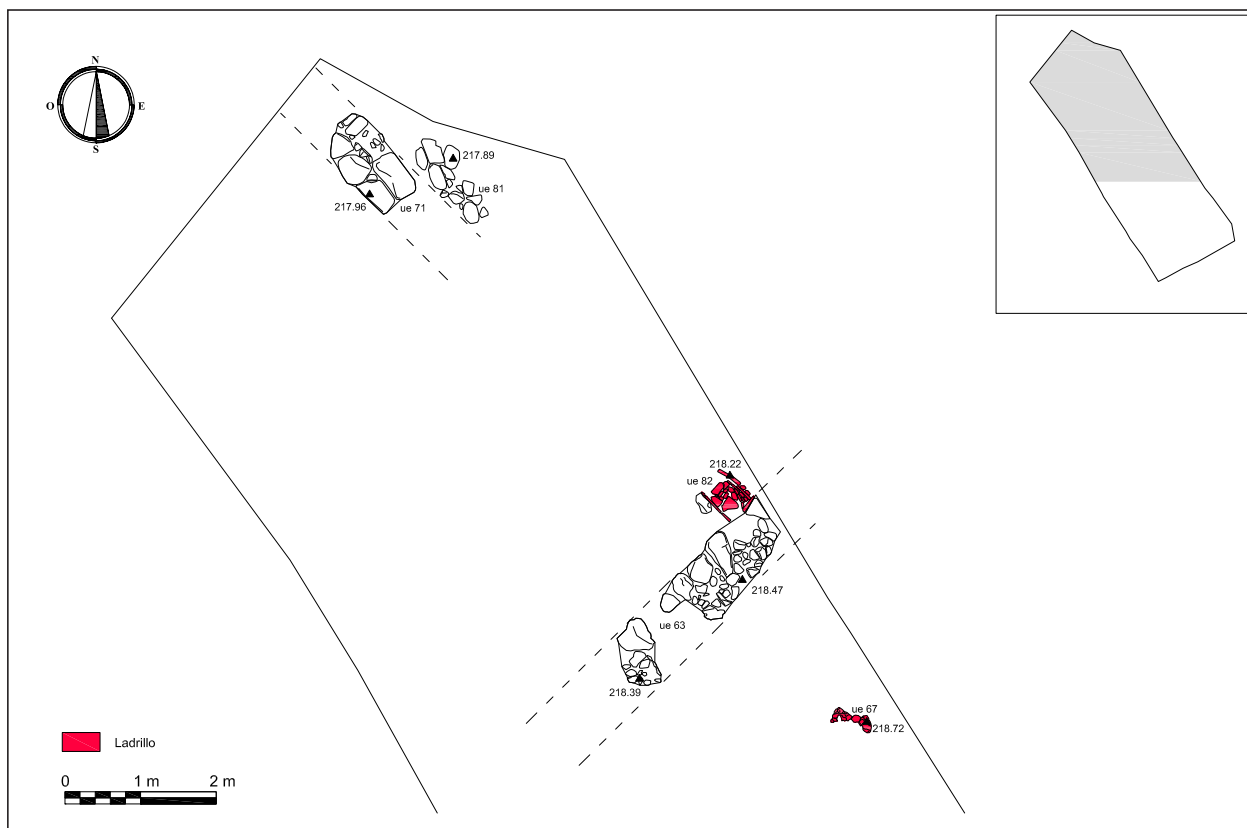 N
O
E
S
217.89
ue 81
217.96
ue 71
218.22
ue 82
218.47
ue 63
218.39
ue 67
218.72
Ladrillo
0
1 m
2 m